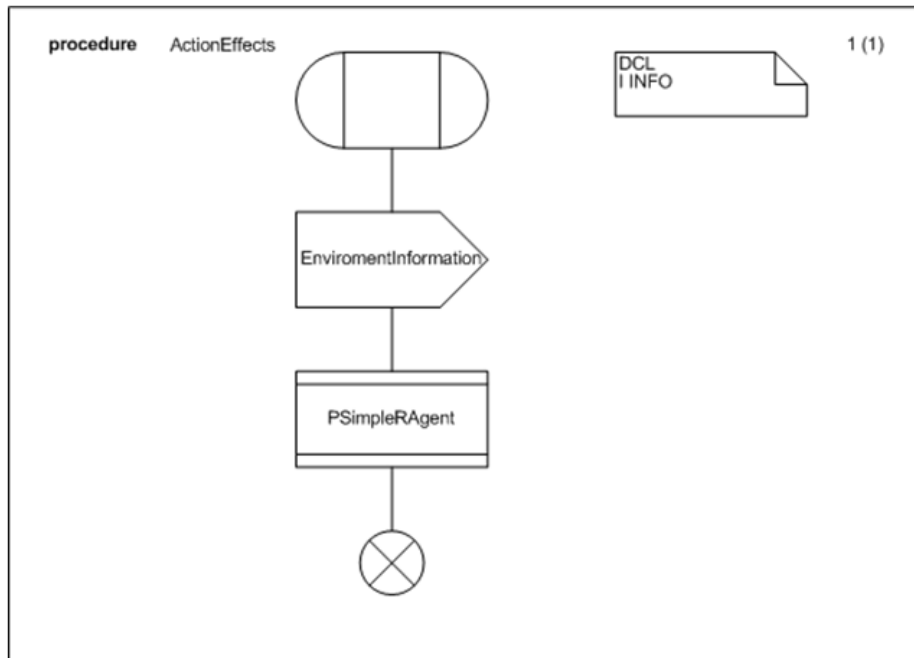 procedure ActionEffects
1 (1)
DCL
I INFO
EnviromentInformation
PSimpleRAgent